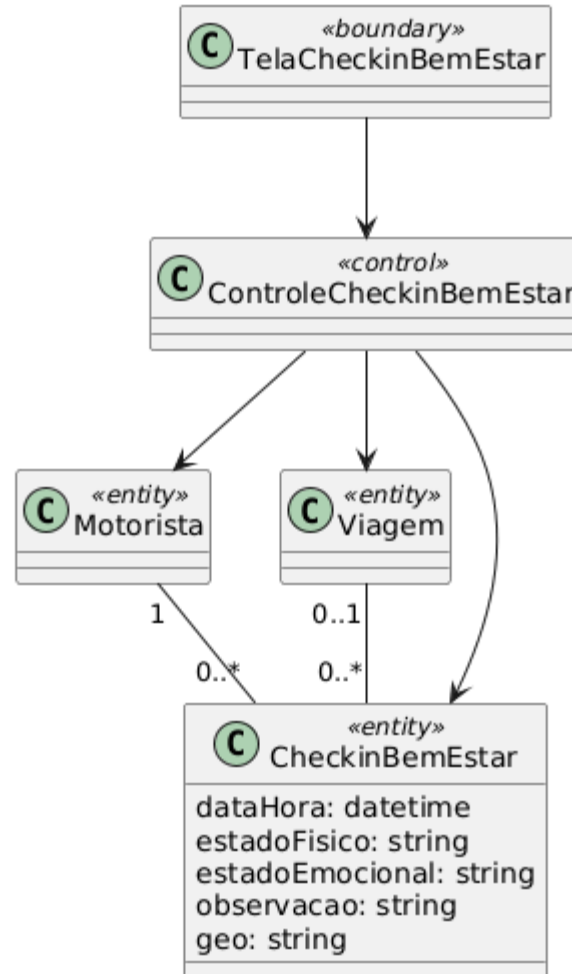 C «boundary»
TelaCheckinBemEstar
C «control»
ControleCheckinBemEstar
C «entity»
Motorista
C «entity»
Viagem
1
0..1
0..*
0..*
C «entity»
CheckinBemEstar
dataHora: datetime
estadoFisico: string
estadoEmocional: string
observacao: string
geo: string